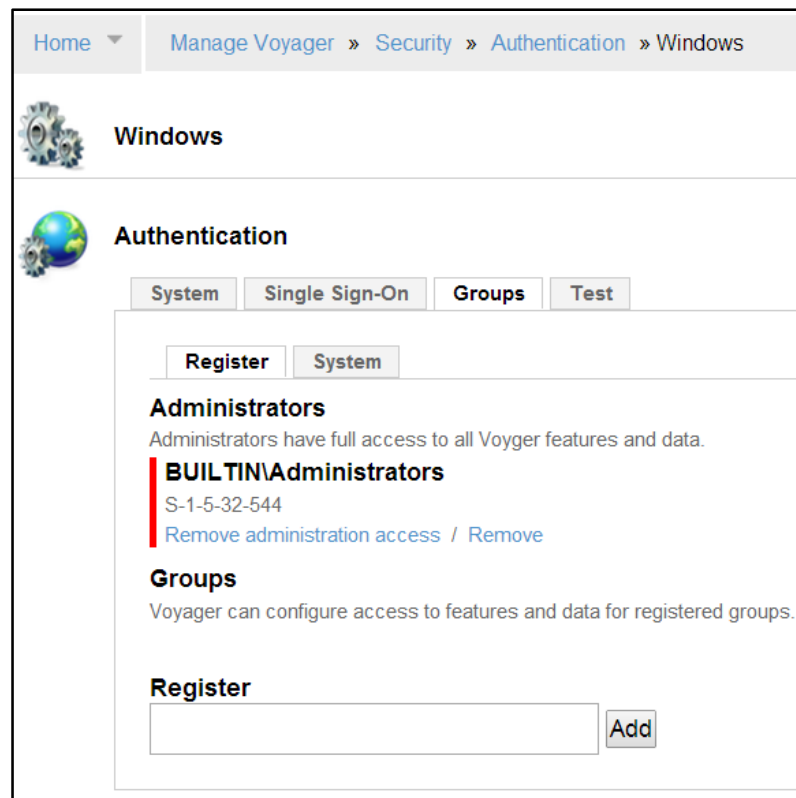 Home Manage Voyager » Security » Authentication » Windows
Windows
Authentication
System Single Sign-On Groups Test
Register System
Administrators
Administrators have full access to all Voyger features and data.
BUILTIN\Administrators
S-1-5-32-544
Remove administration access / Remove
Groups
Voyager can configure access to features and data for registered groups.
Register
Add